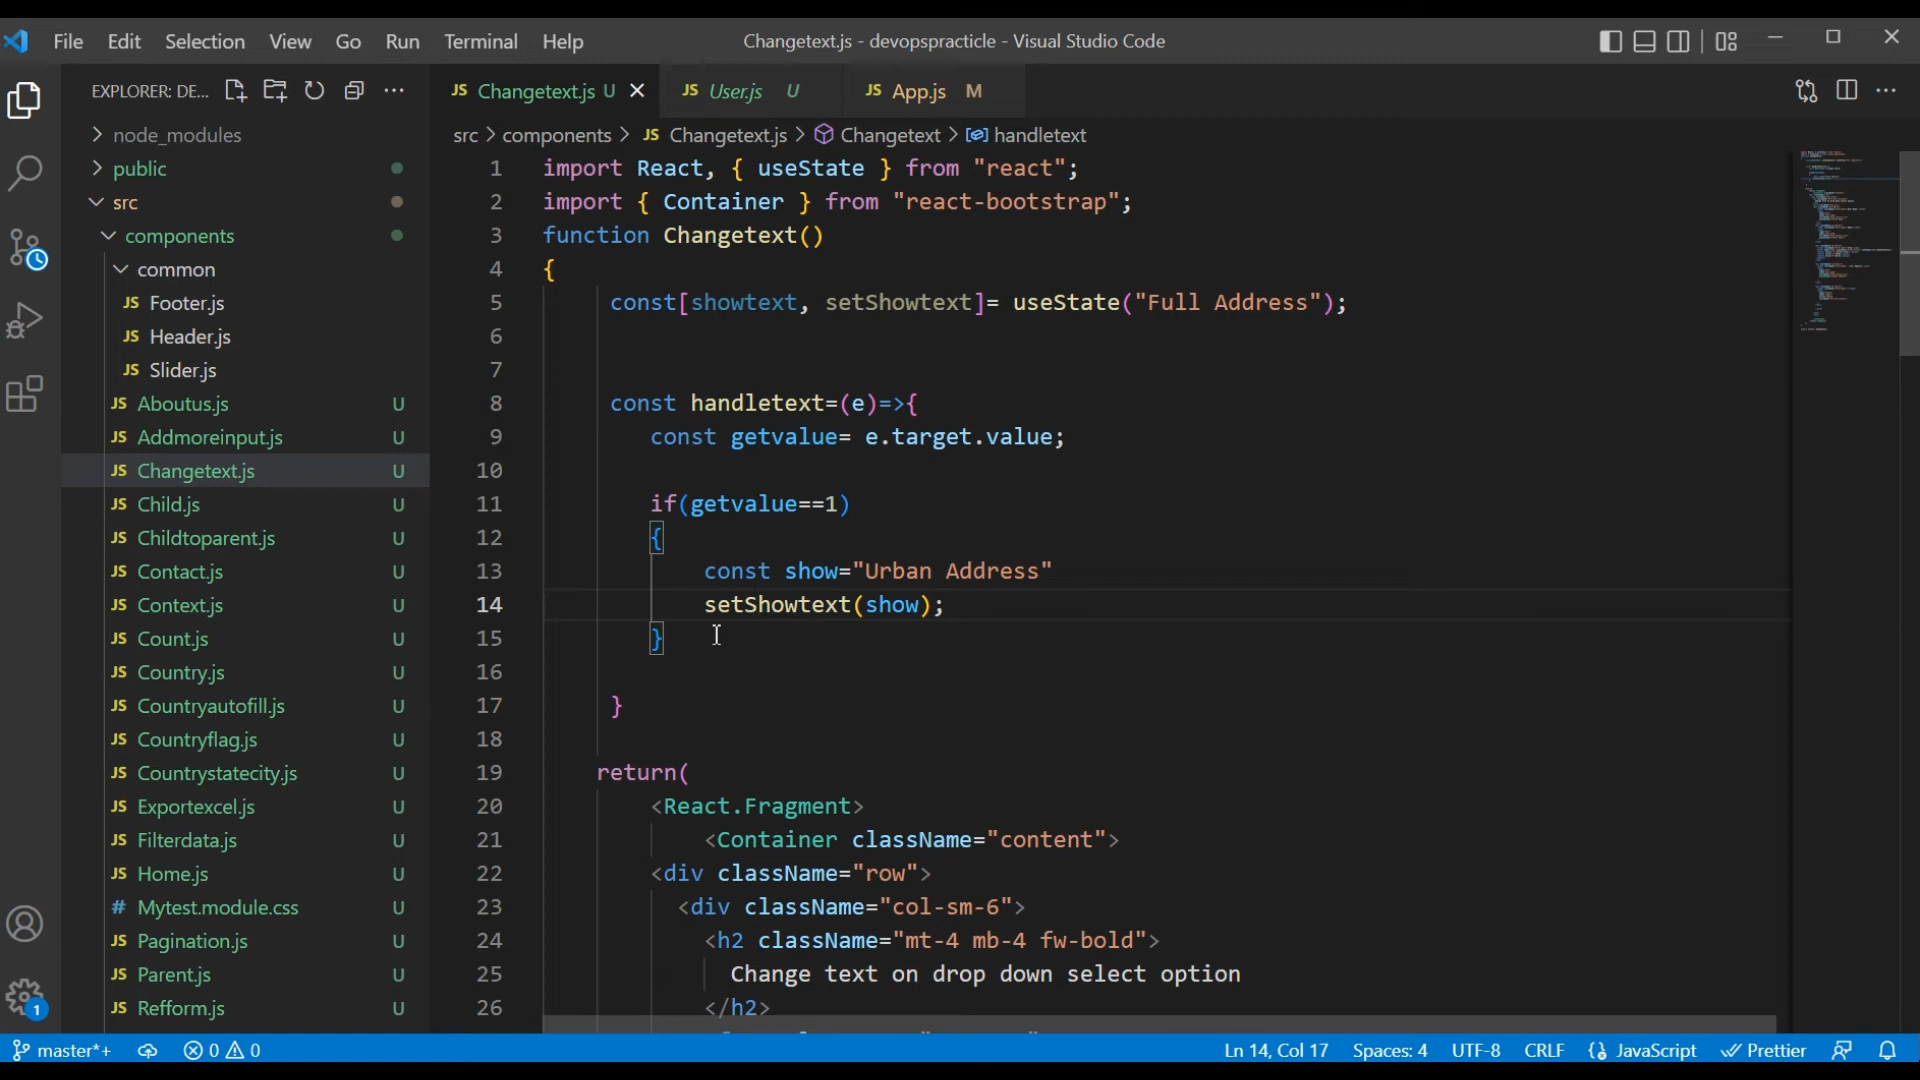 File Edit Selection View Go Run Terminal Help
Changetext.js - devopspracticle - Visual Studio Code
EXPLORER: DE...
JS Changetext.js U
JS User.js U
JS App.js M
node_modules
public
src
components
common
JS Footer.js
JS Header.js
JS Slider.js
JS Aboutus.js U
JS Addmoreinput.js U
JS Changetext.js U
JS Child.js U
JS Childtoparent.js U
JS Contact.js U
JS Context.js U
JS Count.js U
JS Country.js U
JS Countryautofill.js U
JS Countryflag.js U
JS Countrystatecity.js U
JS Exportexcel.js U
JS Filterdata.js U
JS Home.js U
# Mytest.module.css U
JS Pagination.js U
JS Parent.js U
JS Refform.js U
src > components > JS Changetext.js > Changetext > handletext
1 import React, { useState } from "react";
2 import { Container } from "react-bootstrap";
3 function Changetext()
4 {
5 const[showtext, setShowtext]= useState("Full Address");
6
7
8 const handletext=(e)=>{
9 const getvalue= e.target.value;
10
11 if(getvalue==1)
12 {
13 const show="Urban Address"
14 setShowtext(show);
15 }
16
17 }
18
19 return(
20 <React.Fragment>
21 <Container className="content">
22 <div className="row">
23 <div className="col-sm-6">
24 <h2 className="mt-4 mb-4 fw-bold">
25 Change text on drop down select option
26 </h2>
1
master*+ 0 0 Ln 14, Col 17 Spaces: 4 UTF-8 CRLF JavaScript Prettier